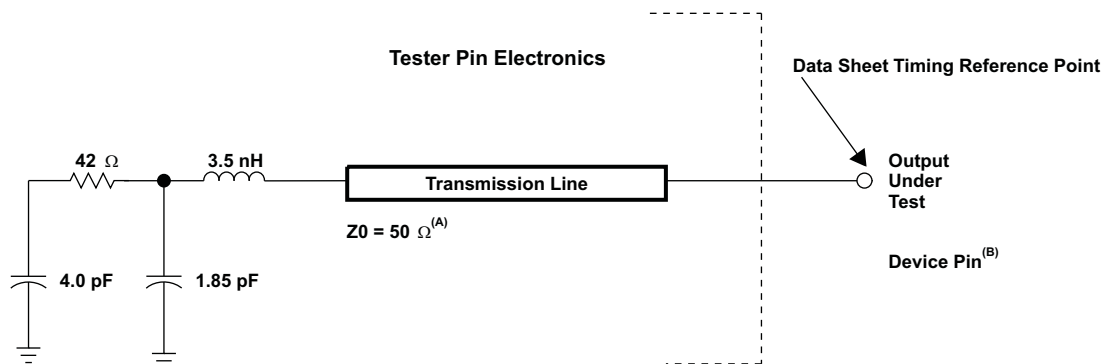 Tester Pin Electronics
Data Sheet Timing Reference Point
42 Ω
3.5 nH
Transmission Line
Output
Under
Test
Z0 = 50 Ω(A)
Device Pin(B)
4.0 pF
1.85 pF